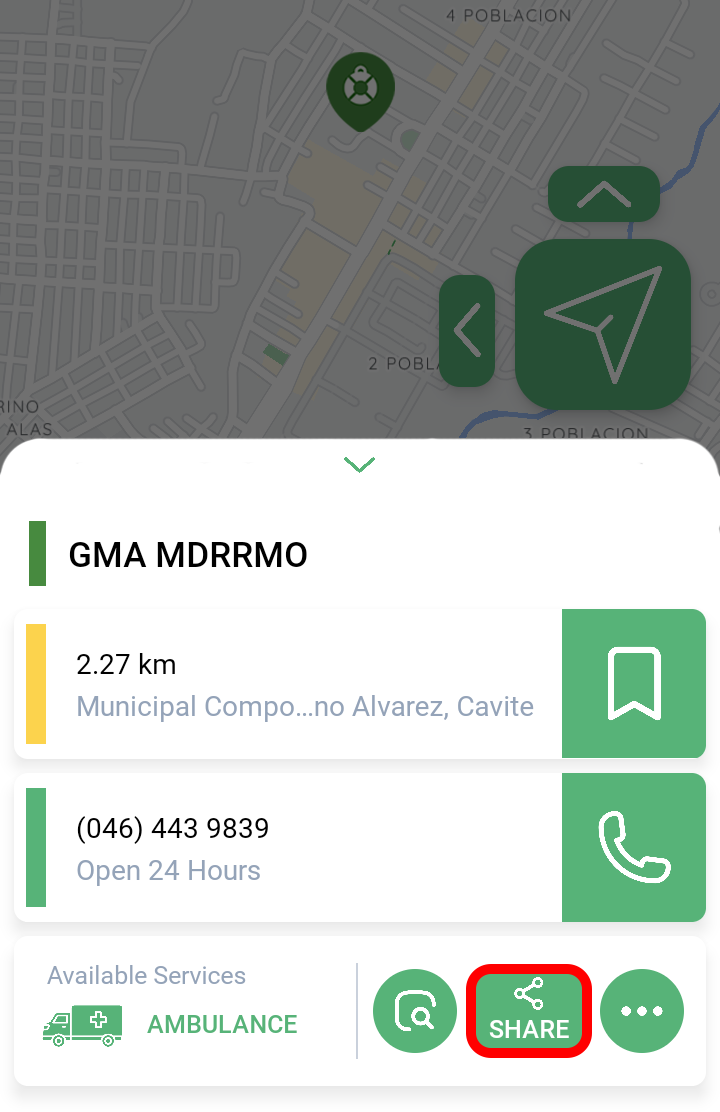 4 POBLACION
2 POBLA
RINO
ALAS
3 POBLACION
GMA MDRRMO
2.27 km
Municipal Compo...no Alvarez, Cavite
(046) 443 9839
Open 24 Hours
Available Services
AMBULANCE
SHARE